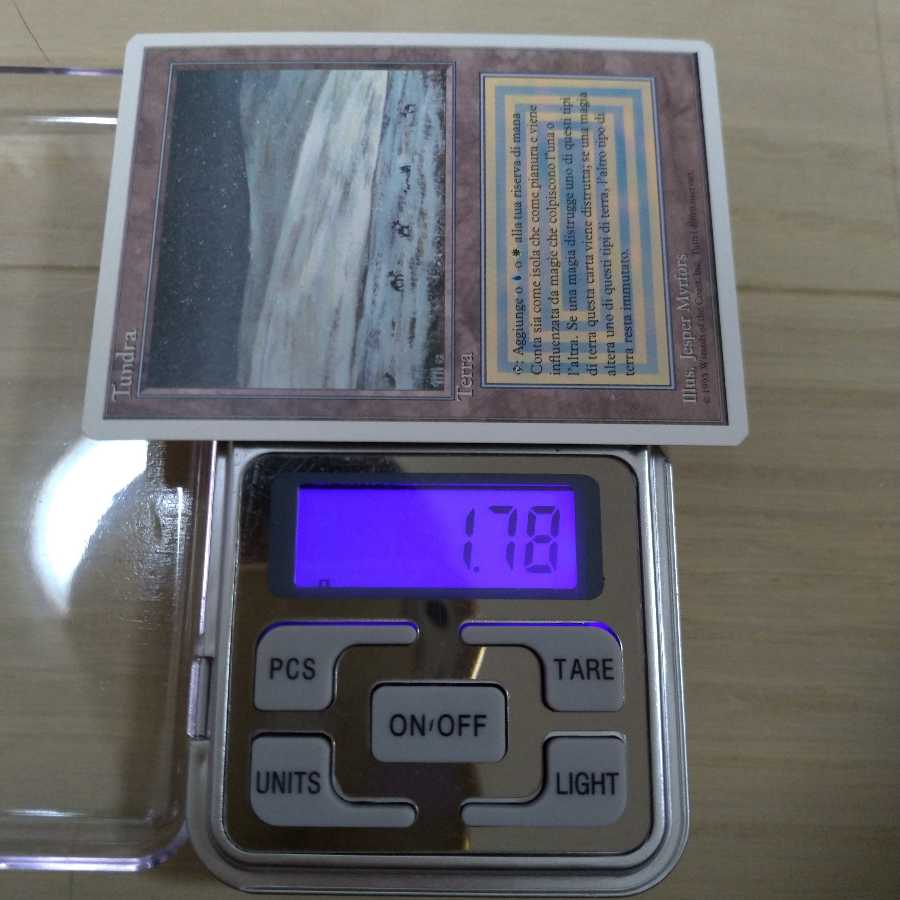 Tundra
Terra
: Aggiunge o o alla tua riserva di mana
Conta sia come isola che come pianura e viene
influenzata da magie che colpiscono l'una o
l'altra. Se una magia distrugge uno di questi tipi
di terra questa carta viene distrutta; se una magia
altera uno di questi tipi di terra, l'altro tipo di
terra resta immutato.
Illus. Jesper Myrfors
1.78
PCS
TARE
ON/OFF
UNITS
LIGHT